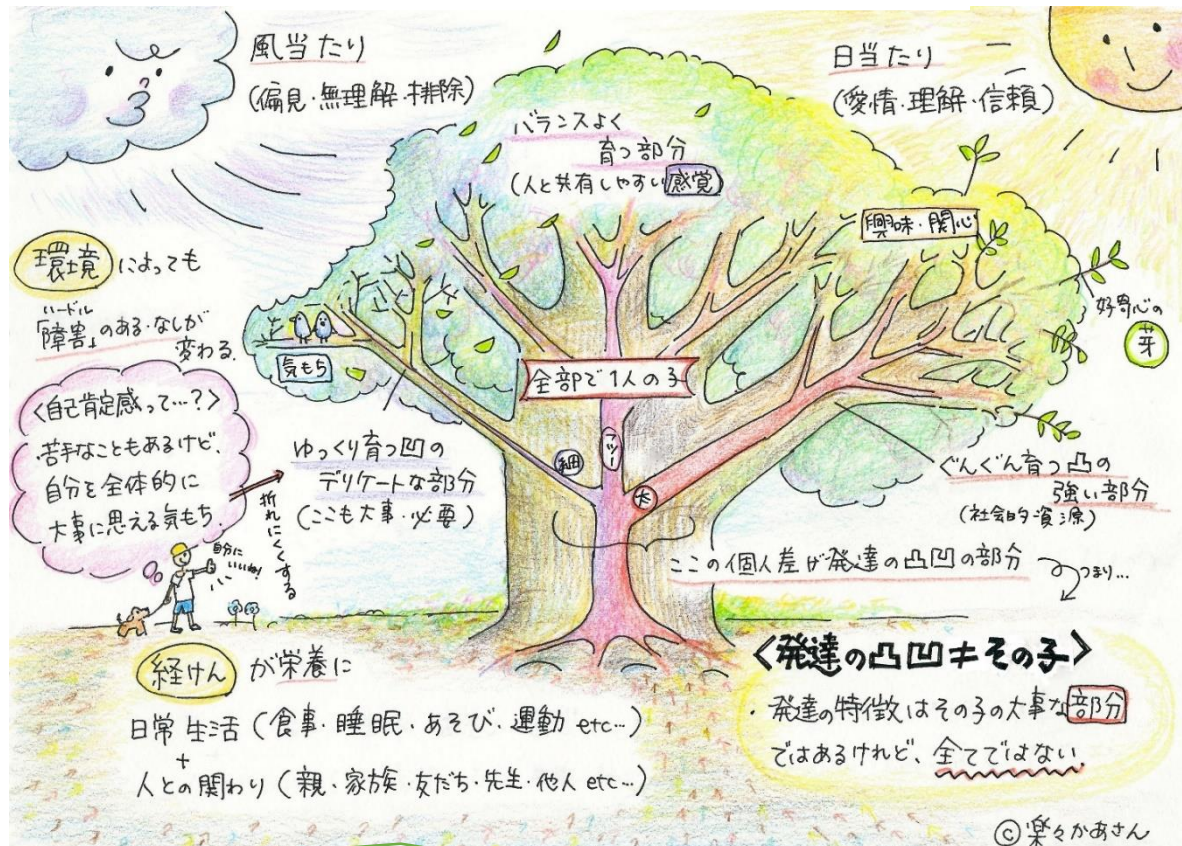 風当たり
(偏見・無理解・排除)
日当たり
(愛情・理解・信頼)
バランスよく
育つ部分
(人と共有しやすい感覚)
興味・関心
環境によっても
ハードル
「障害」のある・なしが
変わる.
好奇心の
芽
気もち
全部で1人の子
<自己肯定感って…?>
・苦手なこともあるけど、
自分を全体的に
大事に思える気もち.
折れにくくする
自分に
いいね!
ゆっくり育つ凹の
デリケートな部分
(ここも大事・必要)
細
フツー
太
ぐんぐん育つ凸の
強い部分
(社会的資源)
ここの個人差が発達の凸凹の部分
つまり…
経けんが栄養に
日常生活(食事・睡眠・あそび・運動etc…)
+
人との関わり(親・家族・友だち・先生・他人etc…)
<発達の凸凹≠その子>
・発達の特徴はその子の大事な部分
ではあるけれど、全てではない.
©楽々かあさん